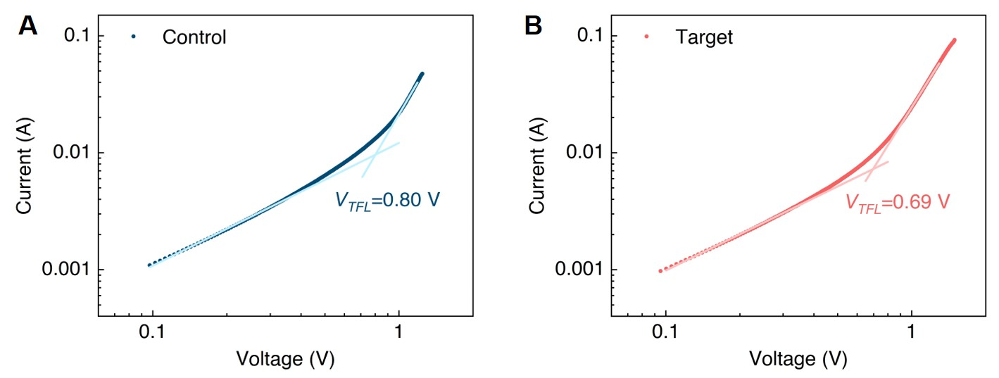 A
Control
0.1
0.01
0.001
Current (A)
V_TFL=0.80 V
0.1
1
Voltage (V)
B
Target
0.1
0.01
0.001
Current (A)
V_TFL=0.69 V
0.1
1
Voltage (V)